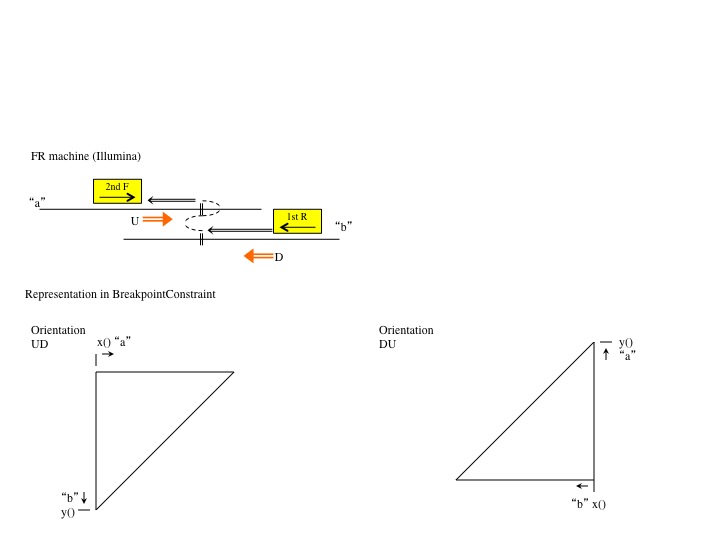 FR machine (Illumina)
2nd F
“a”
U
1st R
“b”
D
Representation in BreakpointConstraint
Orientation
UD
x() “a”
“b”
y()
Orientation
DU
y()
“a”
“b” x()